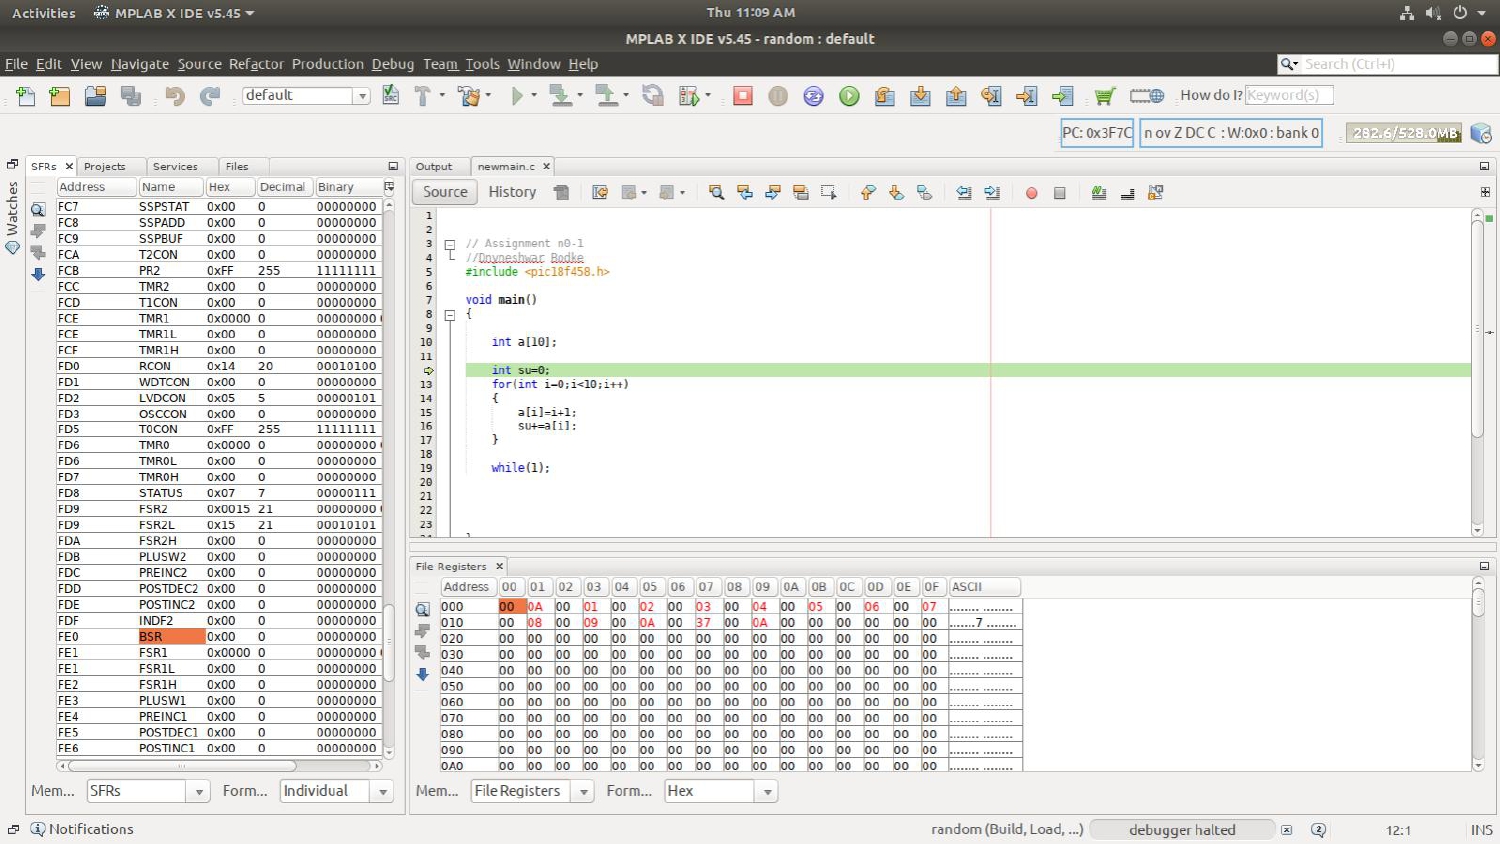 Activities MPLAB X IDE v5.45 Thu 11:09 AM
MPLAB X IDE v5.45 - random : default
File Edit View Navigate Source Refactor Production Debug Team Tools Window Help Search (Ctrl+I)
default How do I? Keyword(s)
PC: 0x3F7C n ov Z DC C : W:0x0 : bank 0 282.6/528.0MB
Watches
SFRs Projects Services Files
Address Name Hex Decimal Binary
FC7 SSPSTAT 0x00 0 00000000
FC8 SSPADD 0x00 0 00000000
FC9 SSPBUF 0x00 0 00000000
FCA T2CON 0x00 0 00000000
FCB PR2 0xFF 255 11111111
FCC TMR2 0x00 0 00000000
FCD T1CON 0x00 0 00000000
FCE TMR1 0x0000 0 00000000
FCE TMR1L 0x00 0 00000000
FCF TMR1H 0x00 0 00000000
FD0 RCON 0x14 20 00010100
FD1 WDTCON 0x00 0 00000000
FD2 LVDCON 0x05 5 00000101
FD3 OSCCON 0x00 0 00000000
FD5 T0CON 0xFF 255 11111111
FD6 TMR0 0x0000 0 00000000
FD6 TMR0L 0x00 0 00000000
FD7 TMR0H 0x00 0 00000000
FD8 STATUS 0x07 7 00000111
FD9 FSR2 0x0015 21 00000000
FD9 FSR2L 0x15 21 00010101
FDA FSR2H 0x00 0 00000000
FDB PLUSW2 0x00 0 00000000
FDC PREINC2 0x00 0 00000000
FDD POSTDEC2 0x00 0 00000000
FDE POSTINC2 0x00 0 00000000
FDF INDF2 0x00 0 00000000
FE0 BSR 0x00 0 00000000
FE1 FSR1 0x0000 0 00000000
FE1 FSR1L 0x00 0 00000000
FE2 FSR1H 0x00 0 00000000
FE3 PLUSW1 0x00 0 00000000
FE4 PREINC1 0x00 0 00000000
FE5 POSTDEC1 0x00 0 00000000
FE6 POSTINC1 0x00 0 00000000
Mem... SFRs Form... Individual
Output newmain.c
Source History
1
2
3 // Assignment n0-1
4 //Dnyneshwar Bodke
5 #include <pic18f458.h>
6
7 void main()
8 {
9
10 int a[10];
11
int su=0;
13 for(int i=0;i<10;i++)
14 {
15 a[i]=i+1;
16 su+=a[i];
17 }
18
19 while(1);
20
21
22
23
File Registers
Address 00 01 02 03 04 05 06 07 08 09 0A 0B 0C 0D 0E 0F ASCII
000 00 0A 00 01 00 02 00 03 00 04 00 05 00 06 00 07 ........ ........
010 00 08 00 09 00 0A 00 37 00 0A 00 00 00 00 00 00 .......7 ........
020 00 00 00 00 00 00 00 00 00 00 00 00 00 00 00 00 ........ ........
030 00 00 00 00 00 00 00 00 00 00 00 00 00 00 00 00 ........ ........
040 00 00 00 00 00 00 00 00 00 00 00 00 00 00 00 00 ........ ........
050 00 00 00 00 00 00 00 00 00 00 00 00 00 00 00 00 ........ ........
060 00 00 00 00 00 00 00 00 00 00 00 00 00 00 00 00 ........ ........
070 00 00 00 00 00 00 00 00 00 00 00 00 00 00 00 00 ........ ........
080 00 00 00 00 00 00 00 00 00 00 00 00 00 00 00 00 ........ ........
090 00 00 00 00 00 00 00 00 00 00 00 00 00 00 00 00 ........ ........
0A0 00 00 00 00 00 00 00 00 00 00 00 00 00 00 00 00 ........ ........
Mem... File Registers Form... Hex
Notifications random (Build, Load, ...) debugger halted 12:1 INS